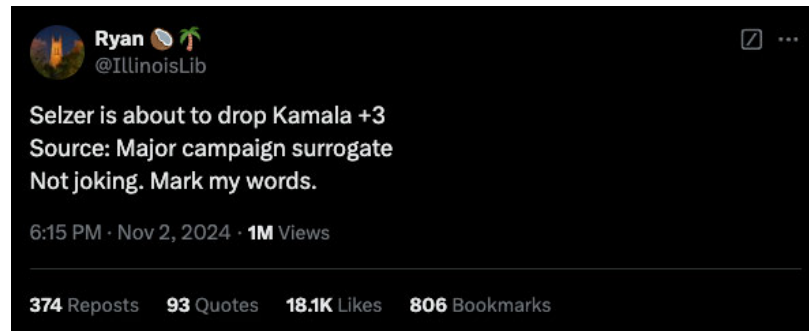 Ryan 🥥🌴
@IllinoisLib
Selzer is about to drop Kamala +3
Source: Major campaign surrogate
Not joking. Mark my words.
6:15 PM · Nov 2, 2024 · 1M Views
374 Reposts 93 Quotes 18.1K Likes 806 Bookmarks